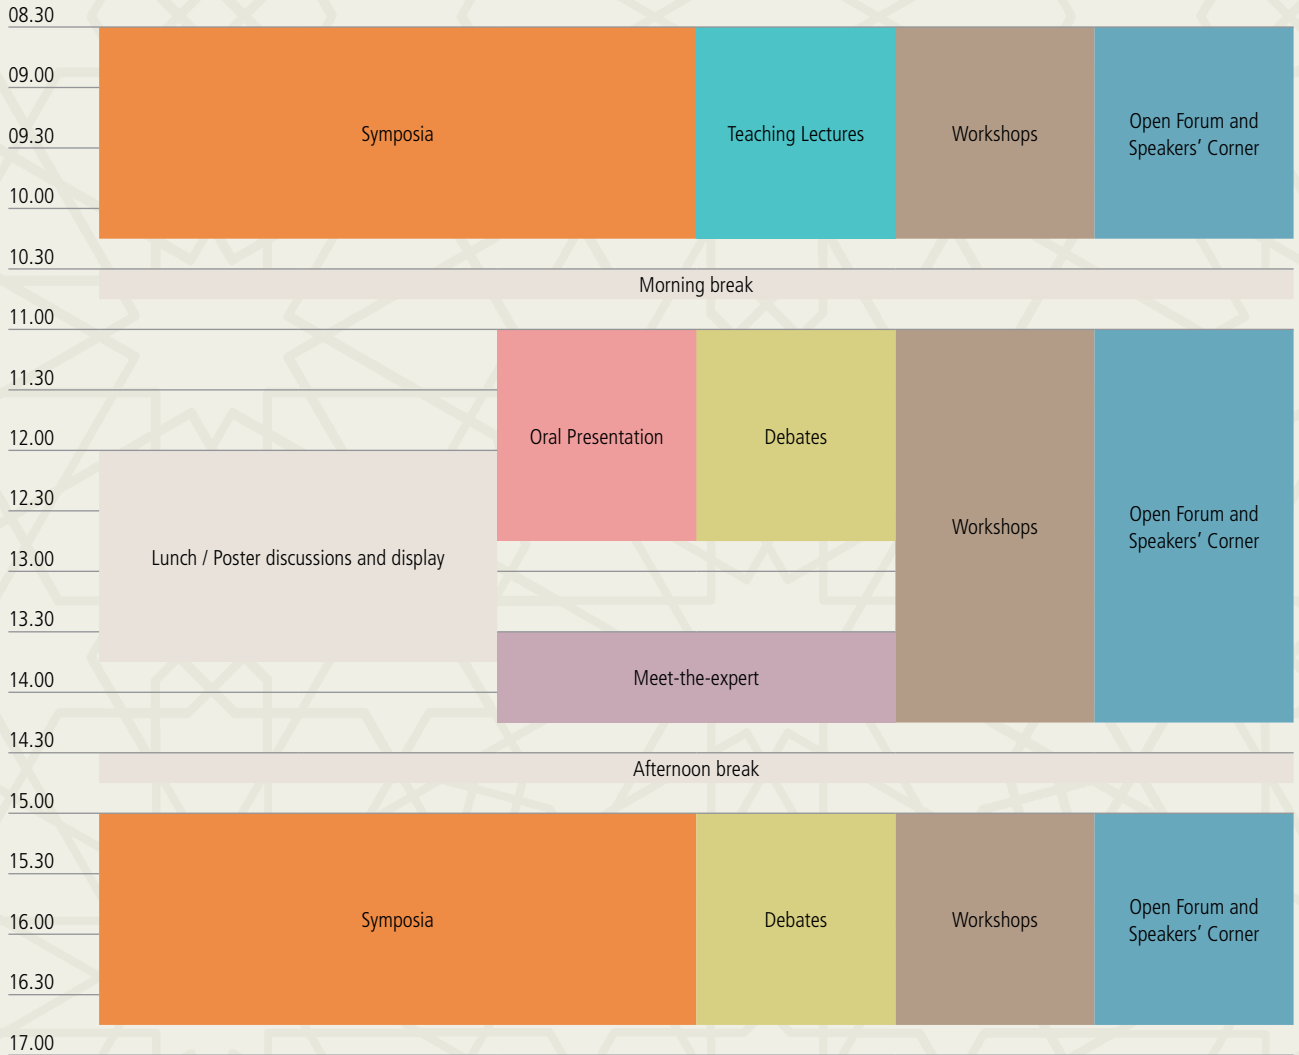 08.30
09.00
09.30
10.00
10.30
11.00
11.30
12.00
12.30
13.00
13.30
14.00
14.30
15.00
15.30
16.00
16.30
17.00
Symposia
Teaching Lectures
Workshops
Open Forum and
Speakers’ Corner
Morning break
Oral Presentation
Debates
Workshops
Open Forum and
Speakers’ Corner
Lunch / Poster discussions and display
Meet-the-expert
Afternoon break
Symposia
Debates
Workshops
Open Forum and
Speakers’ Corner